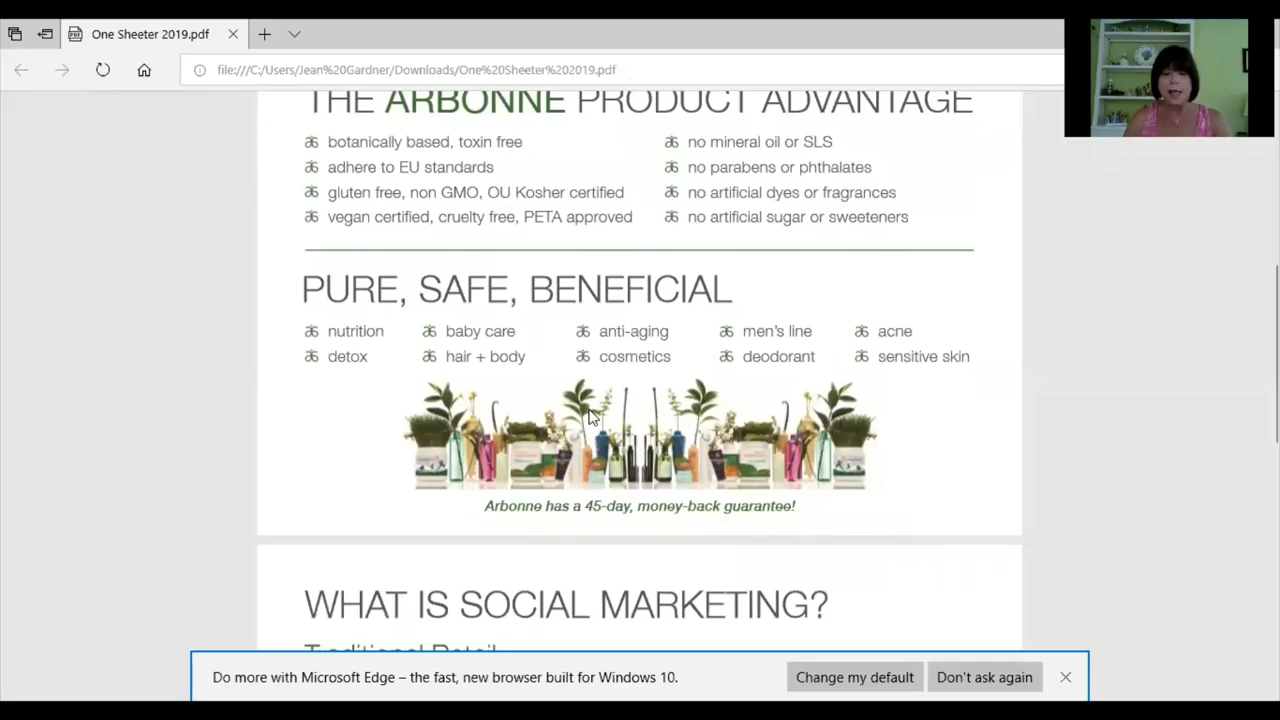 One Sheeter 2019.pdf
file:///C:/Users/Jean%20Gardner/Downloads/One%20Sheeter%202019.pdf
THE ARBONNE PRODUCT ADVANTAGE
botanically based, toxin free
no mineral oil or SLS
adhere to EU standards
no parabens or phthalates
gluten free, non GMO, OU Kosher certified
no artificial dyes or fragrances
vegan certified, cruelty free, PETA approved
no artificial sugar or sweeteners
PURE, SAFE, BENEFICIAL
nutrition
baby care
anti-aging
men's line
acne
detox
hair + body
cosmetics
deodorant
sensitive skin
Arbonne has a 45-day, money-back guarantee!
WHAT IS SOCIAL MARKETING?
Traditional Retail
Do more with Microsoft Edge – the fast, new browser built for Windows 10.
Change my default
Don't ask again